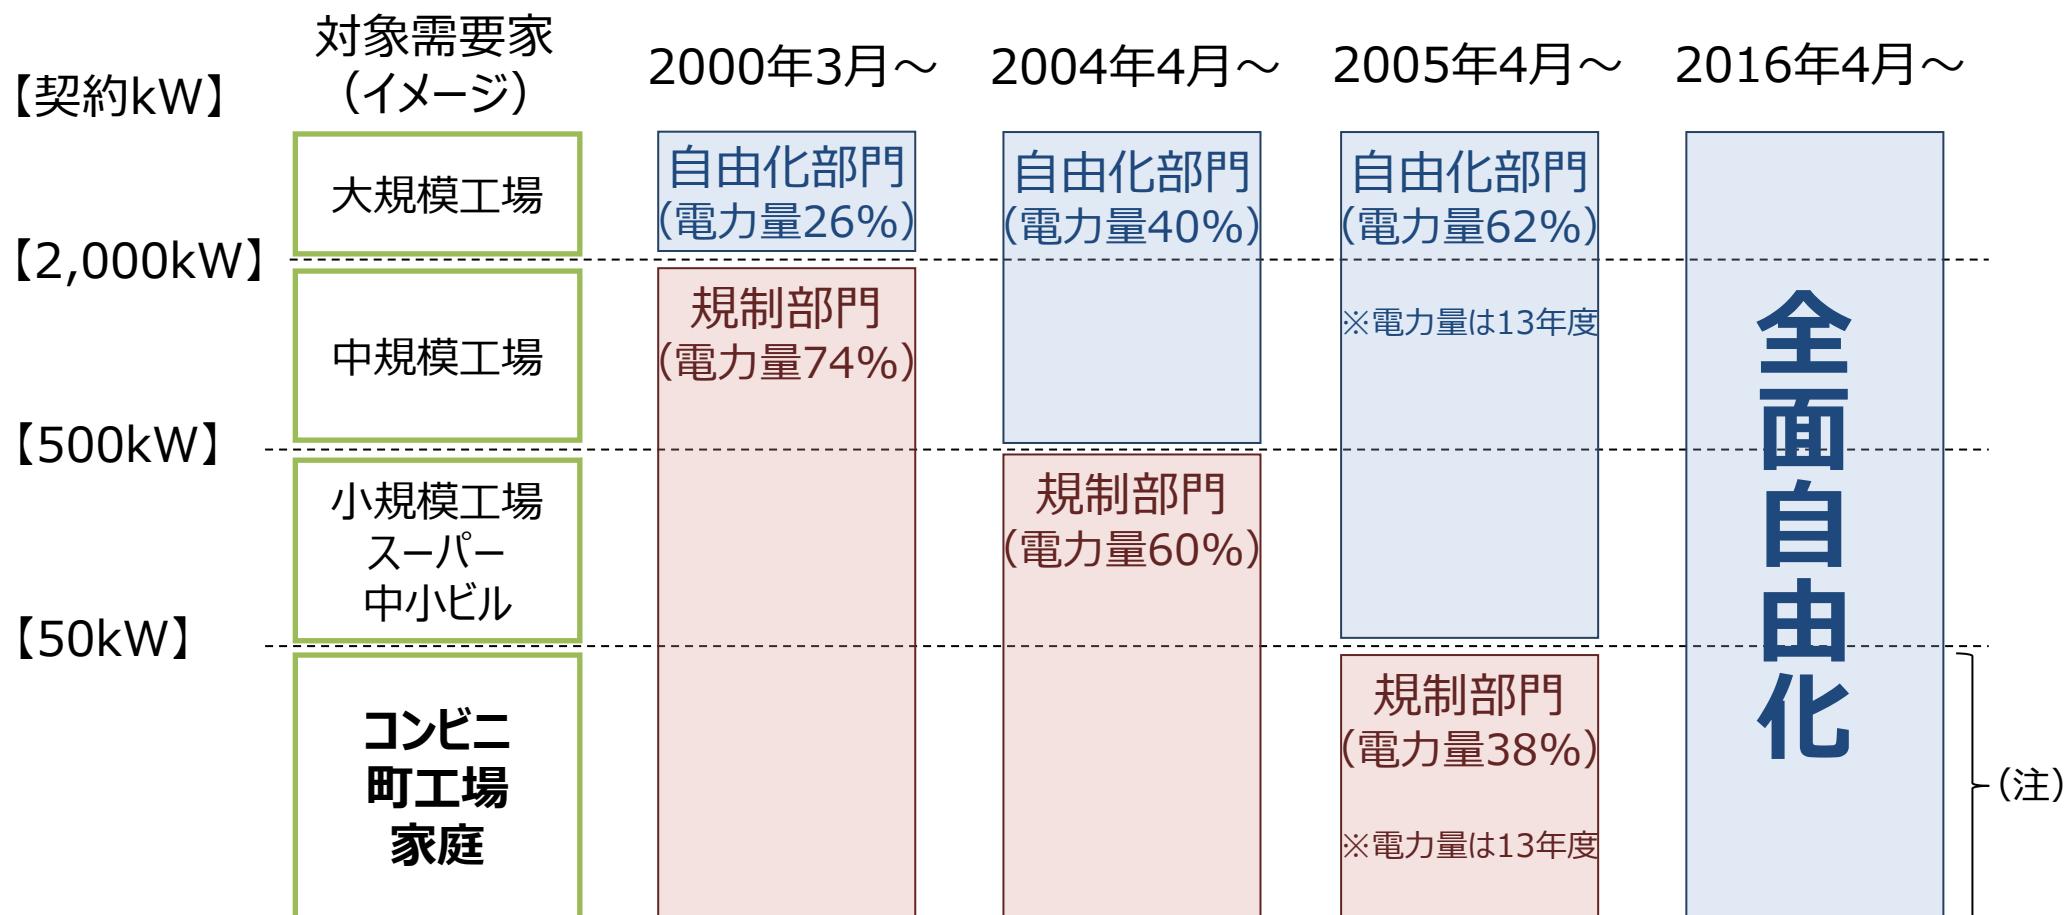 【契約kW】
対象需要家
（イメージ）
2000年3月～
2004年4月～
2005年4月～
2016年4月～
大規模工場
自由化部門
（電力量26%）
自由化部門
（電力量40%）
自由化部門
（電力量62%）
【2,000kW】
中規模工場
規制部門
（電力量74%）
※電力量は13年度
全面自由化
【500kW】
小規模工場
スーパー
中小ビル
規制部門
（電力量60%）
【50kW】
コンビニ
町工場
家庭
規制部門
（電力量38%）
※電力量は13年度
（注）